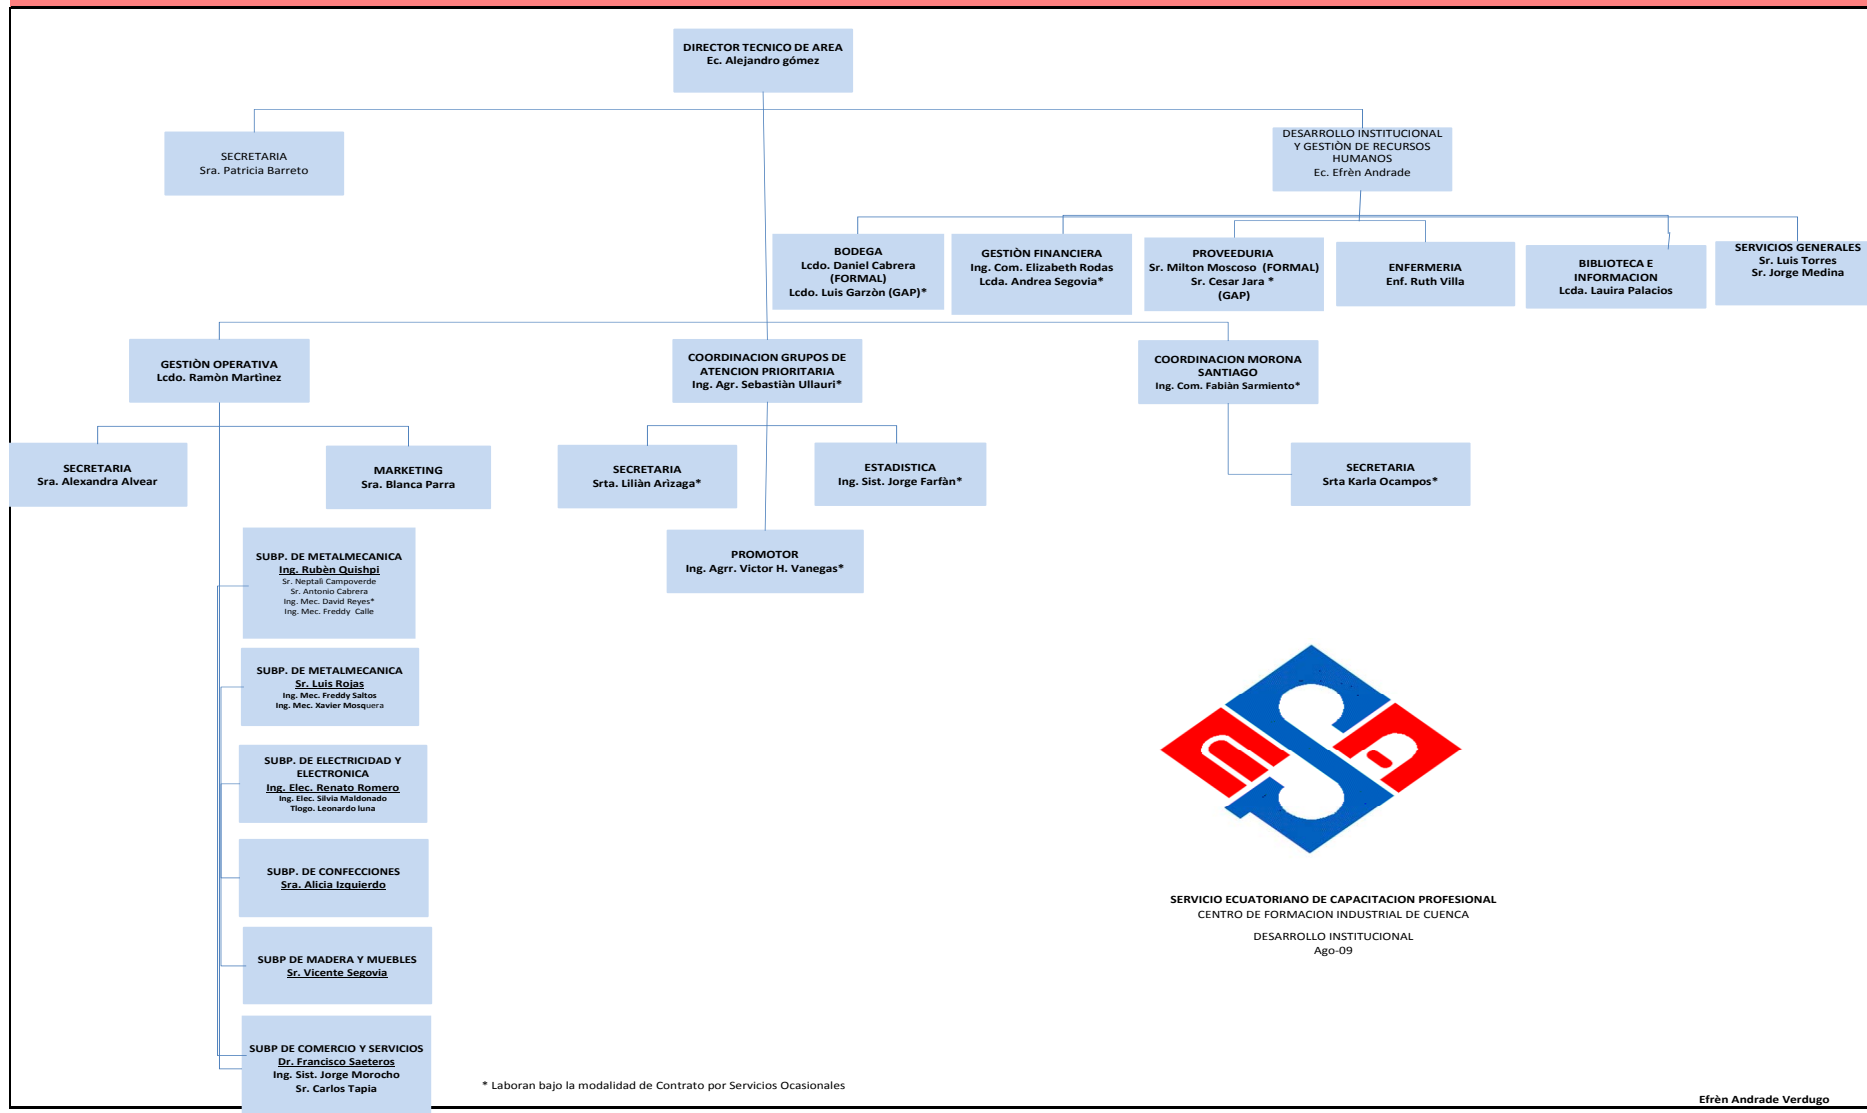 DIRECTOR TECNICO DE AREA
Ec. Alejandro gómez
SECRETARIA
Sra. Patricia Barreto
DESARROLLO INSTITUCIONAL
Y GESTIÒN DE RECURSOS
HUMANOS
Ec. Efrèn Andrade
BODEGA
Lcdo. Daniel Cabrera
(FORMAL)
Lcdo. Luis Garzòn (GAP)*
GESTIÒN FINANCIERA
Ing. Com. Elizabeth Rodas
Lcda. Andrea Segovia*
PROVEEDURIA
Sr. Milton Moscoso (FORMAL)
Sr. Cesar Jara *
(GAP)
ENFERMERIA
Enf. Ruth Villa
BIBLIOTECA E
INFORMACION
Lcda. Lauira Palacios
SERVICIOS GENERALES
Sr. Luis Torres
Sr. Jorge Medina
GESTIÒN OPERATIVA
Lcdo. Ramòn Martìnez
COORDINACION GRUPOS DE
ATENCION PRIORITARIA
Ing. Agr. Sebastiàn Ullauri*
COORDINACION MORONA
SANTIAGO
Ing. Com. Fabiàn Sarmiento*
SECRETARIA
Sra. Alexandra Alvear
MARKETING
Sra. Blanca Parra
SECRETARIA
Srta. Liliàn Arìzaga*
ESTADISTICA
Ing. Sist. Jorge Farfàn*
SECRETARIA
Srta Karla Ocampos*
PROMOTOR
Ing. Agrr. Victor H. Vanegas*
SUBP. DE METALMECANICA
Ing. Rubèn Quishpi
Sr. Neptalì Campoverde
Sr. Antonio Cabrera
Ing. Mec. David Reyes*
Ing. Mec. Freddy Calle
SUBP. DE METALMECANICA
Sr. Luis Rojas
Ing. Mec. Freddy Saltos
Ing. Mec. Xavier Mosquera
SUBP. DE ELECTRICIDAD Y
ELECTRONICA
Ing. Elec. Renato Romero
Ing. Elec. Silvia Maldonado
Tlogo. Leonardo luna
SUBP. DE CONFECCIONES
Sra. Alicia Izquierdo
SUBP DE MADERA Y MUEBLES
Sr. Vicente Segovia
SUBP DE COMERCIO Y SERVICIOS
Dr. Francisco Saeteros
Ing. Sist. Jorge Morocho
Sr. Carlos Tapia
SERVICIO ECUATORIANO DE CAPACITACION PROFESIONAL
CENTRO DE FORMACION INDUSTRIAL DE CUENCA
DESARROLLO INSTITUCIONAL
Ago-09
* Laboran bajo la modalidad de Contrato por Servicios Ocasionales
Efrèn Andrade Verdugo